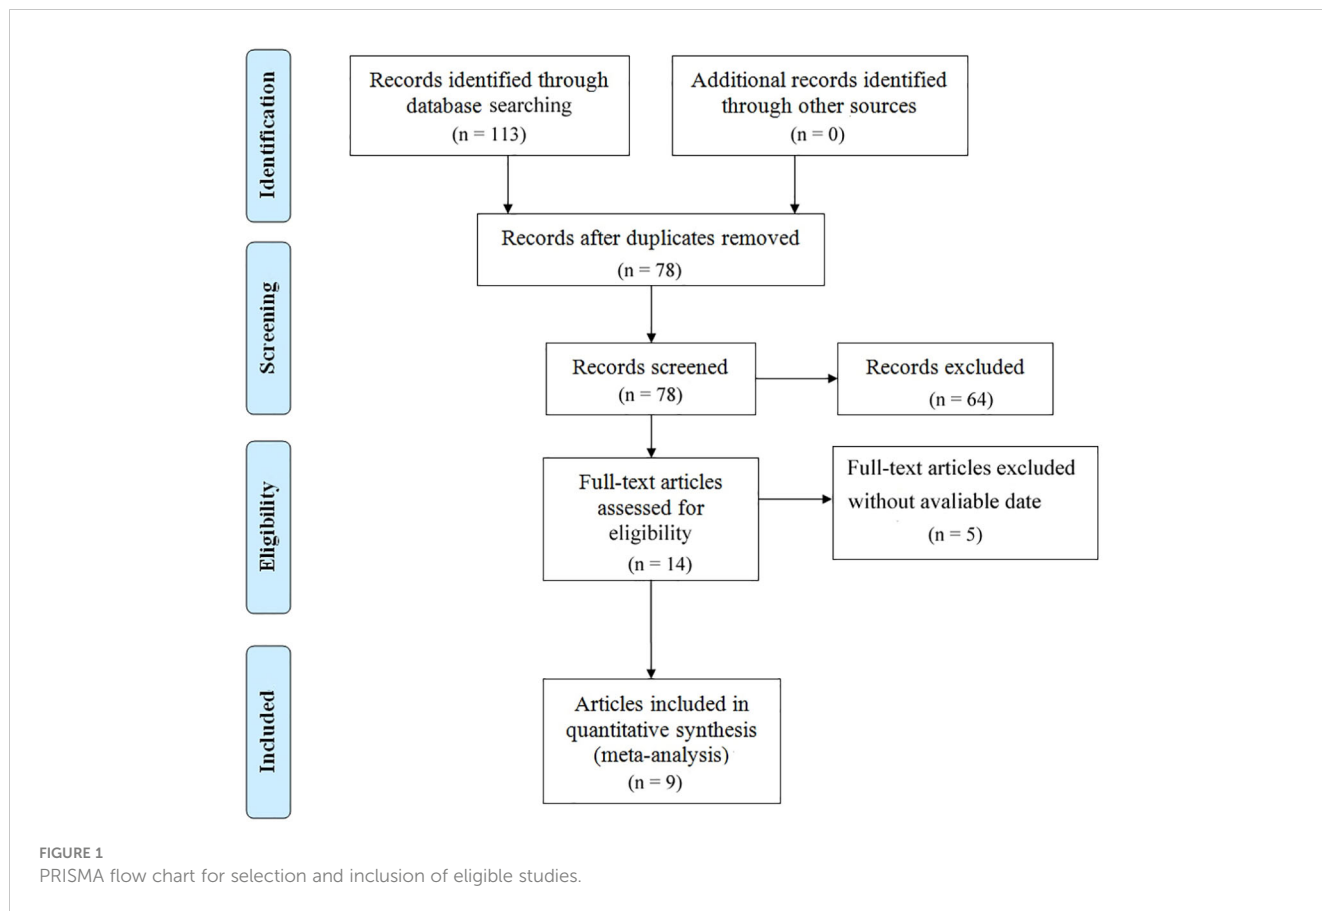 Identification
Records identified through
database searching
(n = 113)
Additional records identified
through other sources
(n = 0)
Records after duplicates removed
(n = 78)
Screening
Records screened
(n = 78)
Records excluded
(n = 64)
Eligibility
Full-text articles
assessed for
eligibility
(n = 14)
Full-text articles excluded
without avaliable date
(n = 5)
Included
Articles included in
quantitative synthesis
(meta-analysis)
(n = 9)
FIGURE 1
PRISMA flow chart for selection and inclusion of eligible studies.